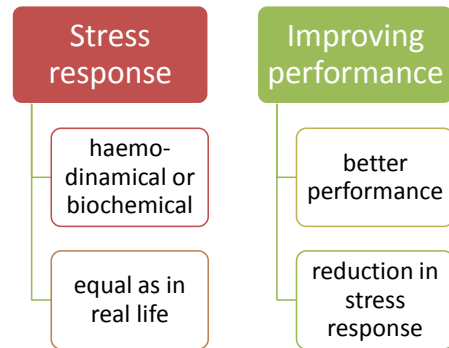 Stress
response
haemo-
dinamical or
biochemical
equal as in
real life
Improving
performance
better
performance
reduction in
stress
response